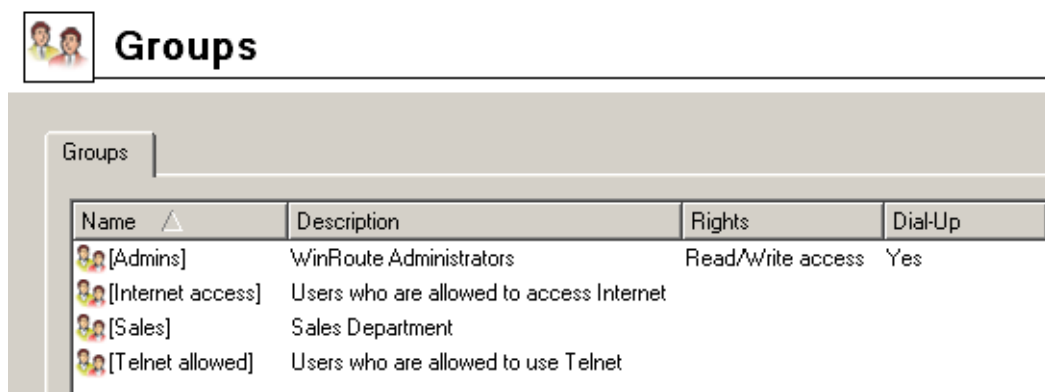 Groups
Groups
Name Description Rights Dial-Up
[Admins] WinRoute Administrators Read/Write access Yes
[Internet access] Users who are allowed to access Internet
[Sales] Sales Department
[Telnet allowed] Users who are allowed to use Telnet